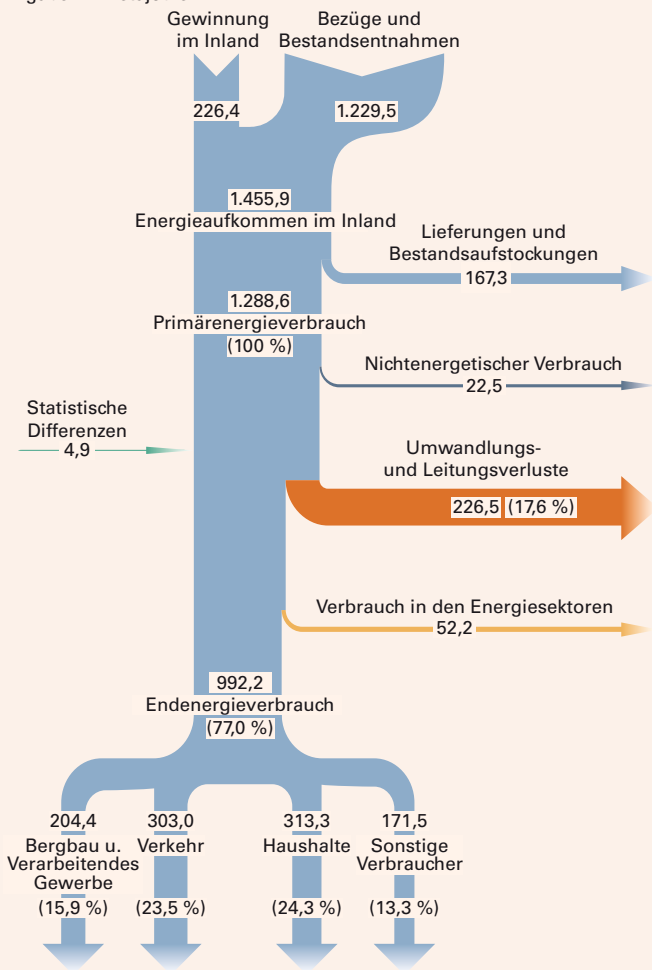 Gewinnung
im Inland
Bezüge und
Bestandsentnahmen
226,4
1.229,5
1.455,9
Energieaufkommen im Inland
Lieferungen und
Bestandsaufstockungen
167,3
1.288,6
Primärenergieverbrauch
(100 %)
Nichtenergetischer Verbrauch
22,5
Statistische
Differenzen
4,9
Umwandlungs-
und Leitungsverluste
226,5 (17,6 %)
Verbrauch in den Energiesektoren
52,2
992,2
Endenergieverbrauch
(77,0 %)
204,4
Bergbau u.
Verarbeitendes
Gewerbe
(15,9 %)
303,0
Verkehr
(23,5 %)
313,3
Haushalte
(24,3 %)
171,5
Sonstige
Verbraucher
(13,3 %)